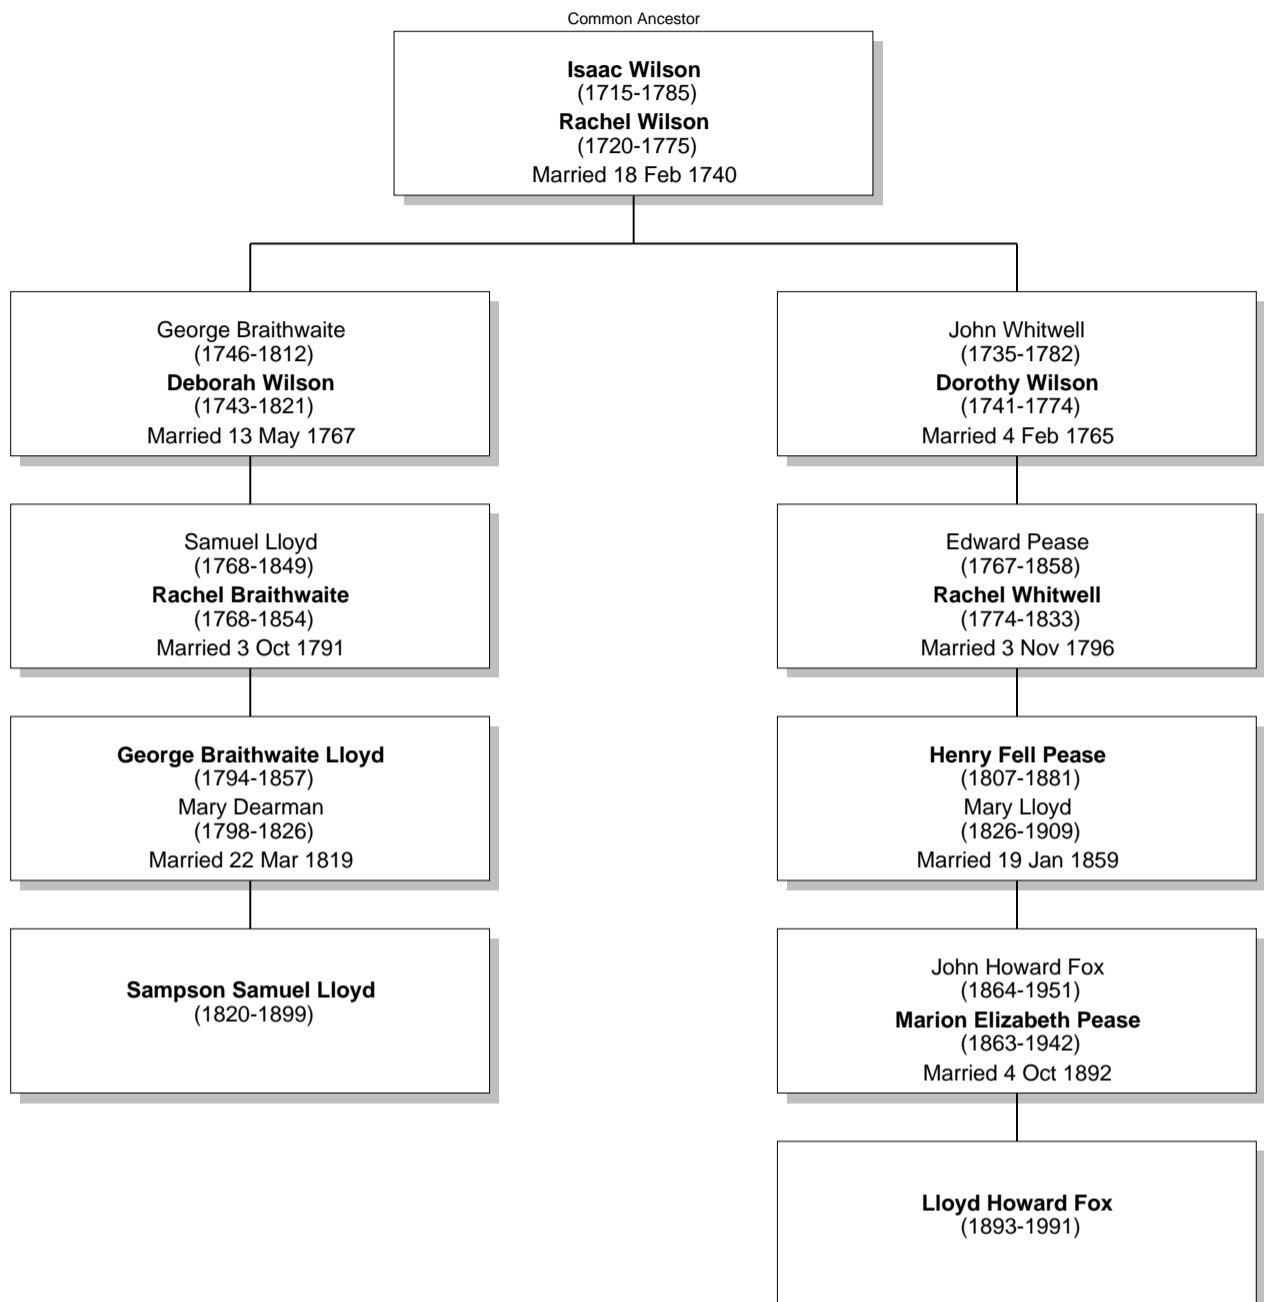 Common Ancestor
Isaac Wilson
(1715-1785)
Rachel Wilson
(1720-1775)
Married 18 Feb 1740
George Braithwaite
(1746-1812)
Deborah Wilson
(1743-1821)
Married 13 May 1767
John Whitwell
(1735-1782)
Dorothy Wilson
(1741-1774)
Married 4 Feb 1765
Samuel Lloyd
(1768-1849)
Rachel Braithwaite
(1768-1854)
Married 3 Oct 1791
Edward Pease
(1767-1858)
Rachel Whitwell
(1774-1833)
Married 3 Nov 1796
George Braithwaite Lloyd
(1794-1857)
Mary Dearman
(1798-1826)
Married 22 Mar 1819
Henry Fell Pease
(1807-1881)
Mary Lloyd
(1826-1909)
Married 19 Jan 1859
Sampson Samuel Lloyd
(1820-1899)
John Howard Fox
(1864-1951)
Marion Elizabeth Pease
(1863-1942)
Married 4 Oct 1892
Lloyd Howard Fox
(1893-1991)